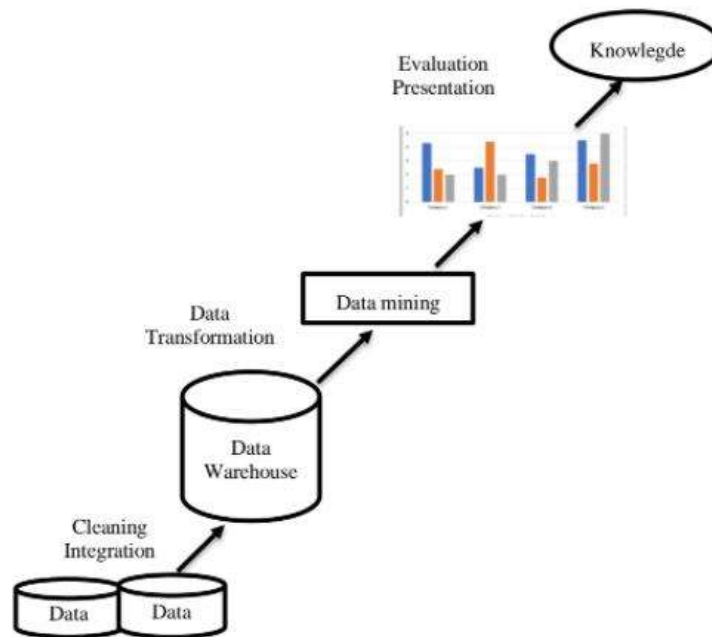 Knowlegde
Evaluation
Presentation
Data mining
Data
Transformation
Data
Warehouse
Cleaning
Integration
Data
Data